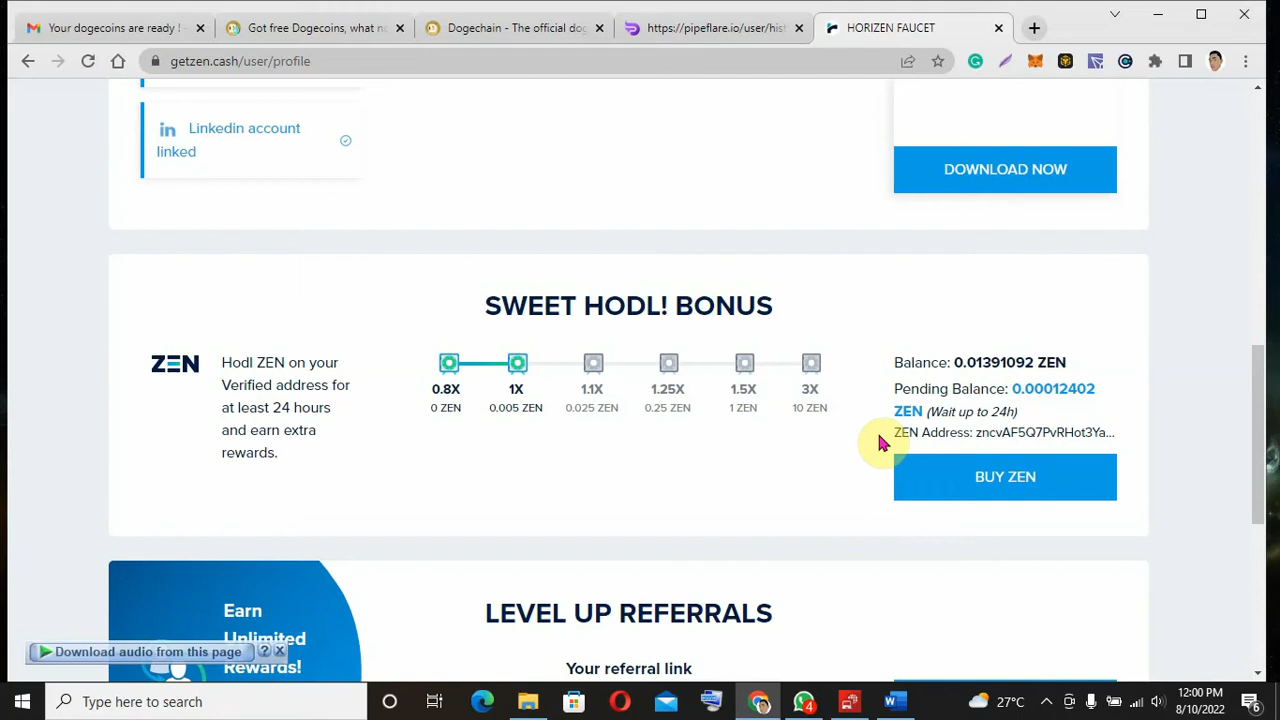 Your dogecoins are ready ! -
Got free Dogecoins, what no
Dogechain - The official dog
https://pipeflare.io/user/hist
HORIZEN FAUCET
getzen.cash/user/profile
in Linkedin account
linked
DOWNLOAD NOW
SWEET HODL! BONUS
ZEN
Hodl ZEN on your
Verified address for
at least 24 hours
and earn extra
rewards.
0.8X 1X 1.1X 1.25X 1.5X 3X
0 ZEN 0.005 ZEN 0.025 ZEN 0.25 ZEN 1 ZEN 10 ZEN
Balance: 0.01391092 ZEN
Pending Balance: 0.00012402
ZEN (Wait up to 24h)
ZEN Address: zncvAF5Q7PvRHot3Ya...
BUY ZEN
Earn
Unlimited
Rewards!
LEVEL UP REFERRALS
Your referral link
Download audio from this page ?
Type here to search
4
27°C
12:00 PM
8/10/2022
6